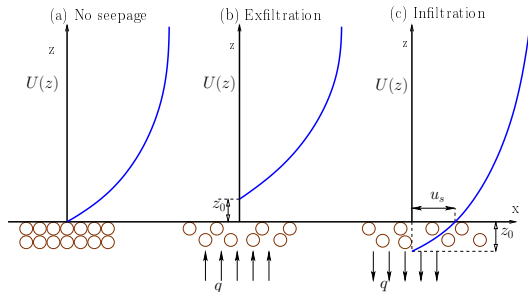 (a) No seepage
z
U(z)
(b) Exfiltration
z
U(z)
z₀
q
(c) Infiltration
z
U(z)
uₛ
x
z₀
q